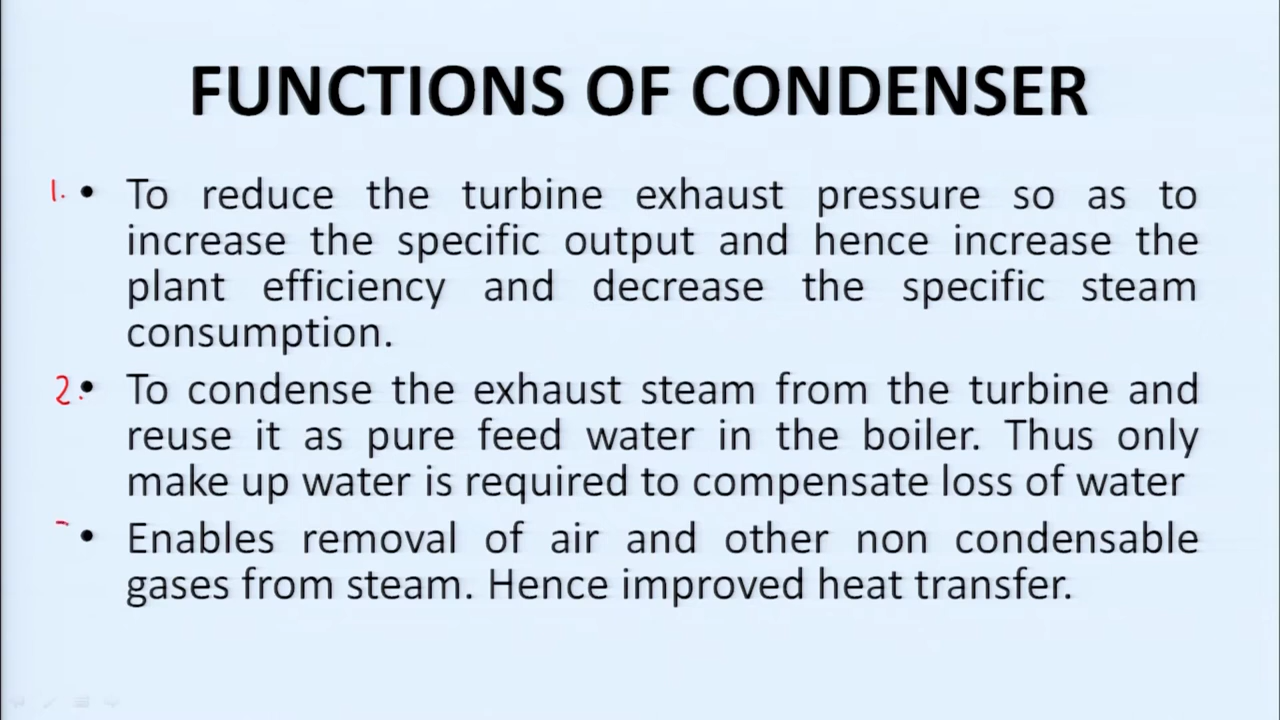 FUNCTIONS OF CONDENSER
1. • To reduce the turbine exhaust pressure so as to
increase the specific output and hence increase the
plant efficiency and decrease the specific steam
consumption.
2. • To condense the exhaust steam from the turbine and
reuse it as pure feed water in the boiler. Thus only
make up water is required to compensate loss of water
• Enables removal of air and other non condensable
gases from steam. Hence improved heat transfer.